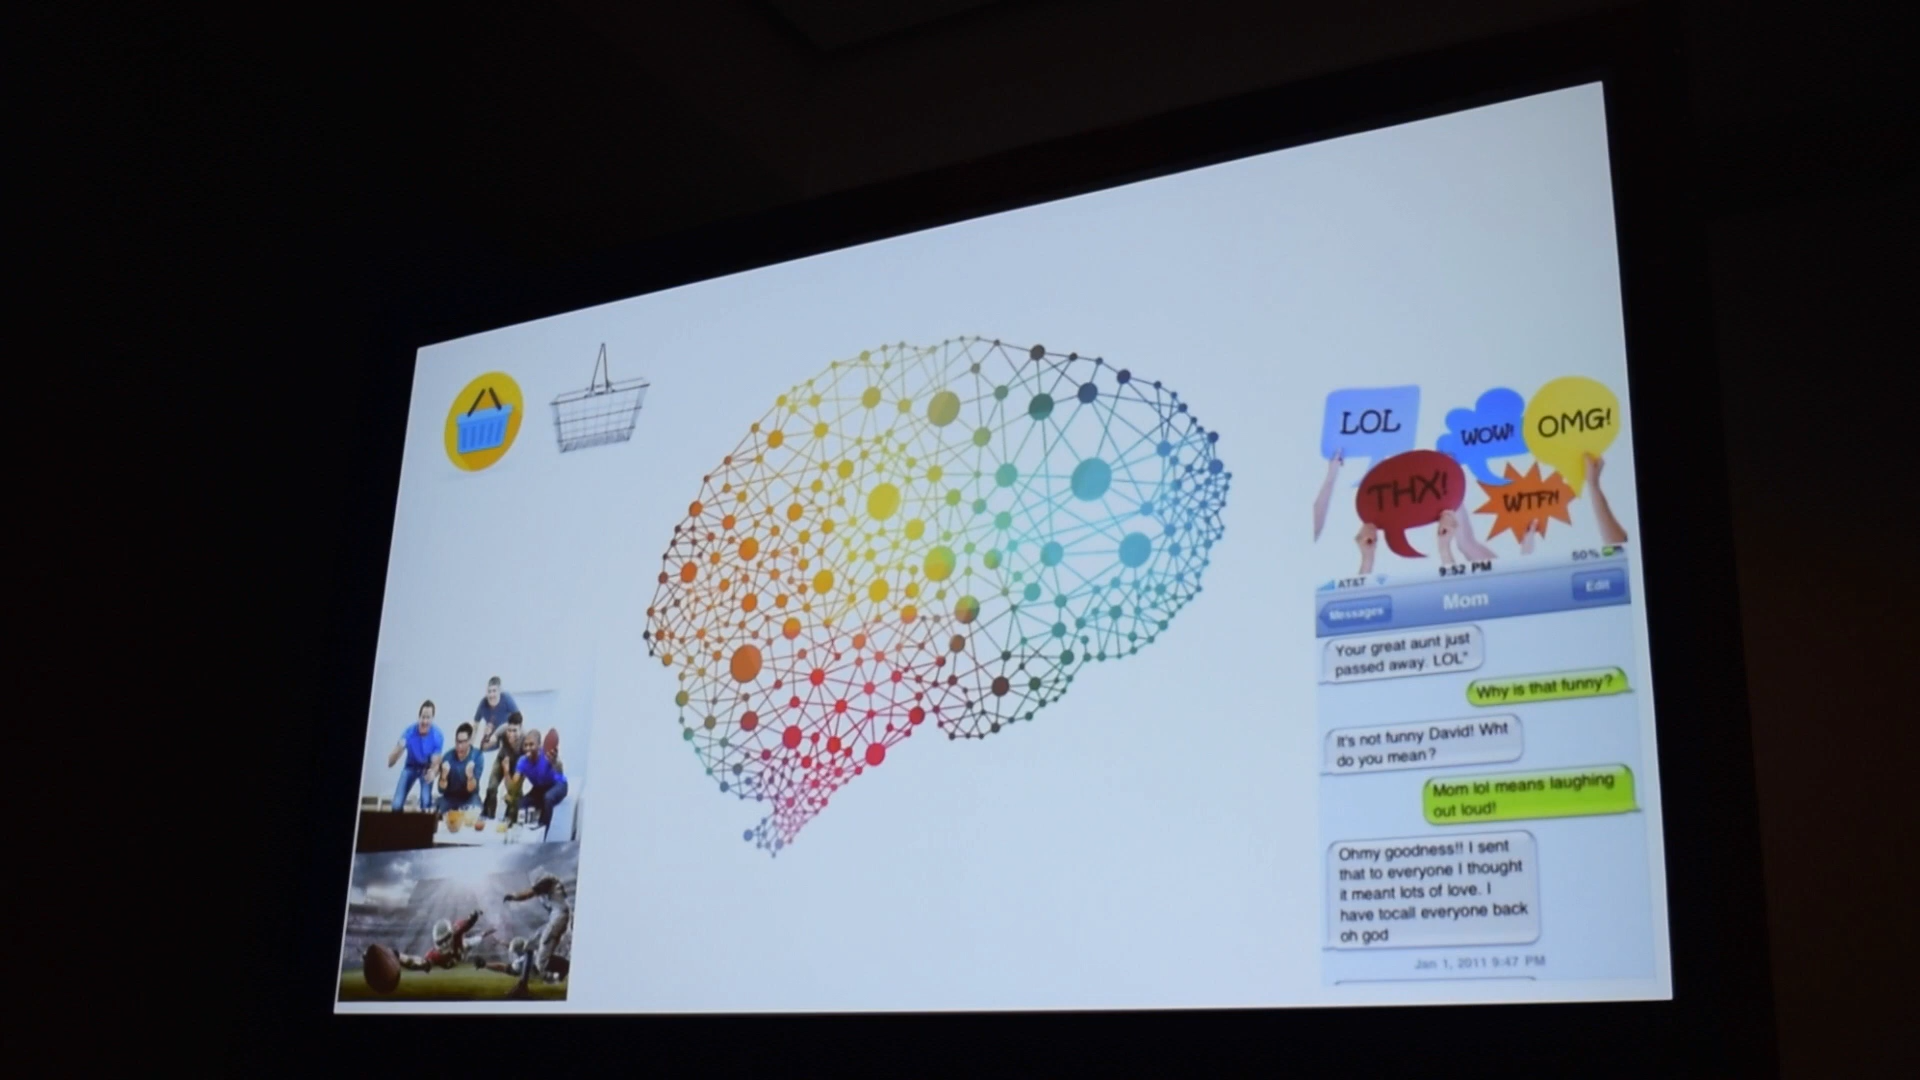 LOL
WOW!
OMG!
THX!
WTF?!
50%
AT&T
9:52 PM
Messages
Mom
Edit
Your great aunt just
passed away. LOL"
Why is that funny?
It's not funny David! Wht
do you mean?
Mom lol means laughing
out loud!
Ohmy goodness!! I sent
that to everyone I thought
it meant lots of love. I
have tocall everyone back
oh god
Jan 1, 2011 9:47 PM